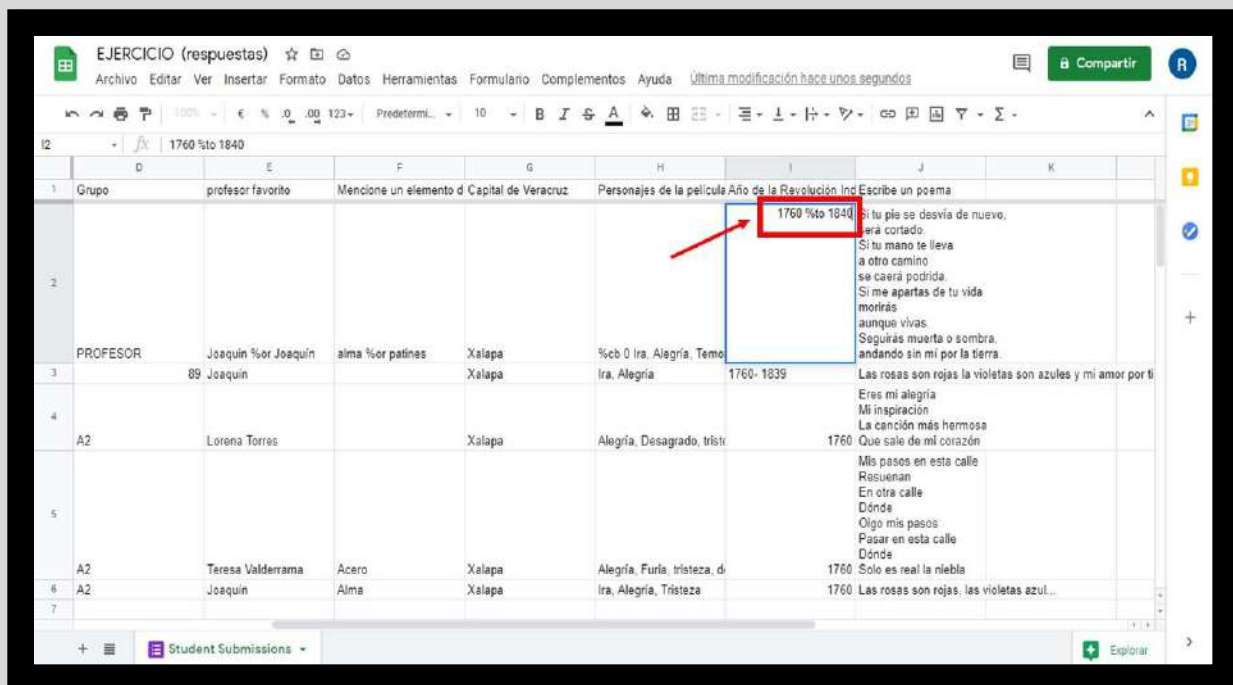 EJERCICIO (respuestas)
Archivo Editar Ver Insertar Formato Datos Herramientas Formulario Complementos Ayuda Última modificación hace unos segundos
Compartir
R
100% € % .0 .00 123 Predetermi... 10 B I S A
I2 fx 1760 %to 1840
D E F G H I J K
1 Grupo profesor favorito Mencione un elemento d Capital de Veracruz Personajes de la película Año de la Revolución Ind Escribe un poema
1760 %to 1840 Si tu pie se desvía de nuevo,
será cortado.
Si tu mano te lleva
a otro camino
se caerá podrida.
2 Si me apartas de tu vida
morirás
aunque vivas.
Seguirás muerta o sombra,
PROFESOR Joaquin %or Joaquín alma %or patines Xalapa %cb 0 Ira, Alegría, Temo andando sin mí por la tierra.
3 89 Joaquin Xalapa Ira, Alegria 1760- 1839 Las rosas son rojas la violetas son azules y mi amor por ti
Eres mi alegría
4 Mi inspiración
La canción más hermosa
A2 Lorena Torres Xalapa Alegría, Desagrado, triste 1760 Que sale de mi corazón
Mis pasos en esta calle
Resuenan
En otra calle
Dónde
5 Oigo mis pasos
Pasar en esta calle
Dónde
A2 Teresa Valderrama Acero Xalapa Alegría, Furia, tristeza, d 1760 Solo es real la niebla
6 A2 Joaquín Alma Xalapa Ira, Alegría, Tristeza 1760 Las rosas son rojas, las violetas azul...
7
Student Submissions
Explorar